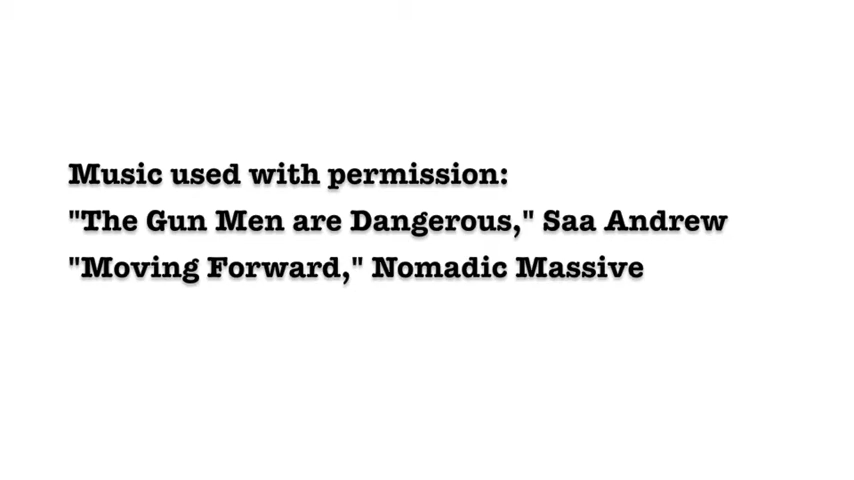 Music used with permission:
"The Gun Men are Dangerous," Saa Andrew
"Moving Forward," Nomadic Massive